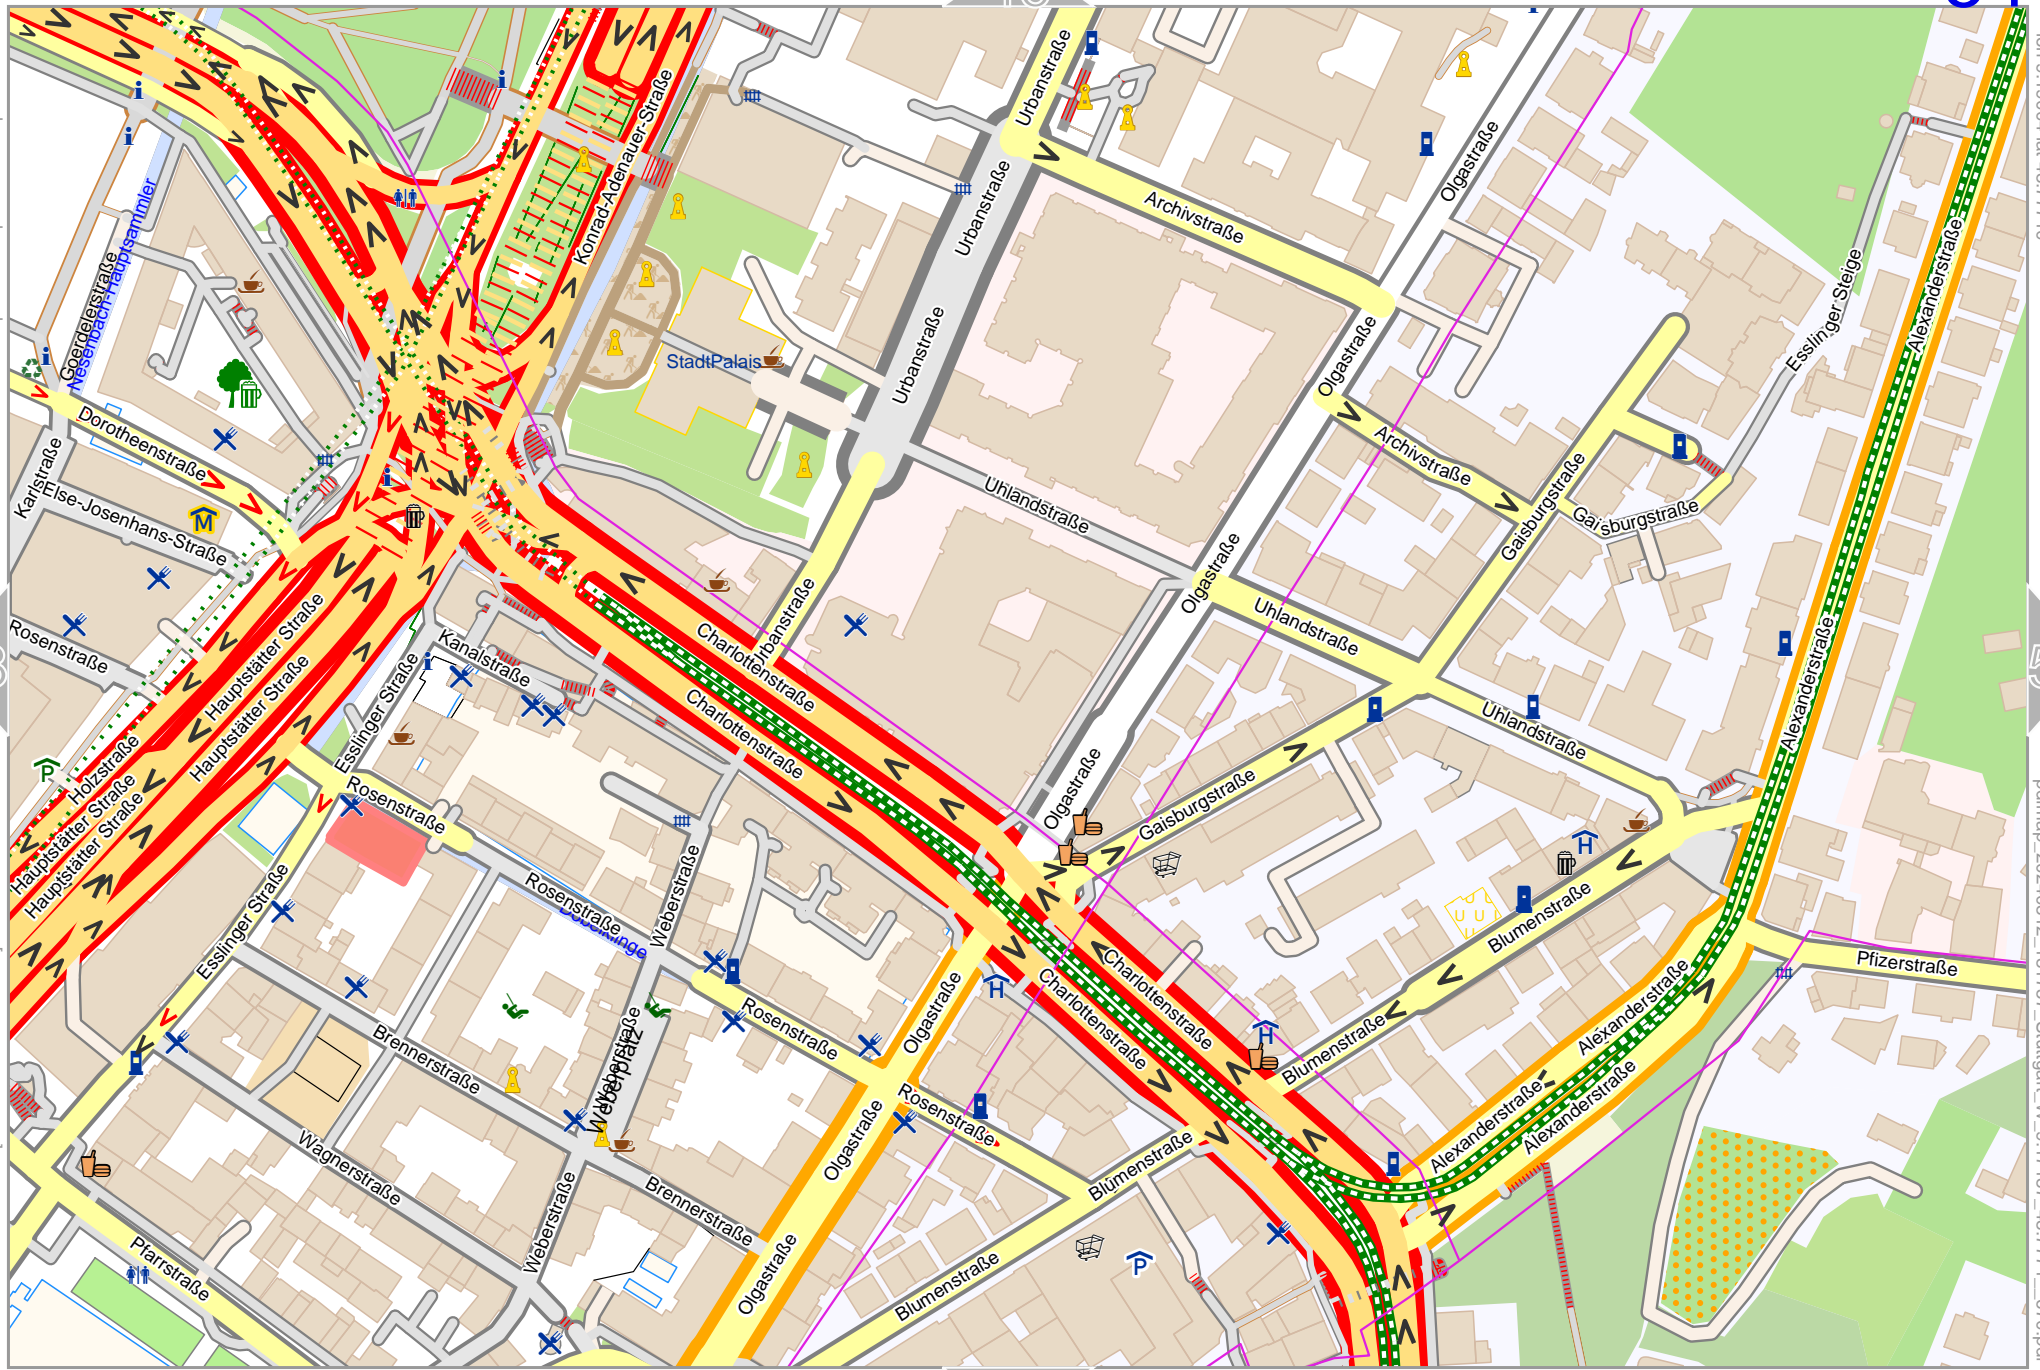 Urbanstraße
Konrad-Adenauer-Straße
Olgastraße
Urbanstraße
Archivstraße
Nesenbach-Hauptsammler
Goerdelerstraße
Esslinger Steige
Alexanderstraße
StadtPalais
Urbanstraße
Olgastraße
Dorotheenstraße
Karlstraße
Archivstraße
Else-Josenhans-Straße
M
Uhlandstraße
Gaisburgstraße
Gaisburgstraße
Olgastraße
Hauptstätter Straße
Urbanstraße
Charlottenstraße
Uhlandstraße
Rosenstraße
Kanalstraße
Hauptstätter Straße
Esslinger Straße
Charlottenstraße
Alexanderstraße
Uhlandstraße
P
Holzstraße
Rosenstraße
Olgastraße
Gaisburgstraße
Hauptstätter Straße
Hauptstätter Straße
H
Esslinger Straße
Rosenstraße
Weberstraße
Blumenstraße
U U
U
Pfizerstraße
Olgastraße
H
Charlottenstraße
Charlottenstraße
Alexanderstraße
Rosenstraße
H
Brennerstraße
Weberstraße
Weberplatz
Blumenstraße
Alexanderstraße
Alexanderstraße
Rosenstraße
Olgastraße
Wagnerstraße
Blumenstraße
Brennerstraße
Weberstraße
Pfarrstraße
Olgastraße
Blumenstraße
P